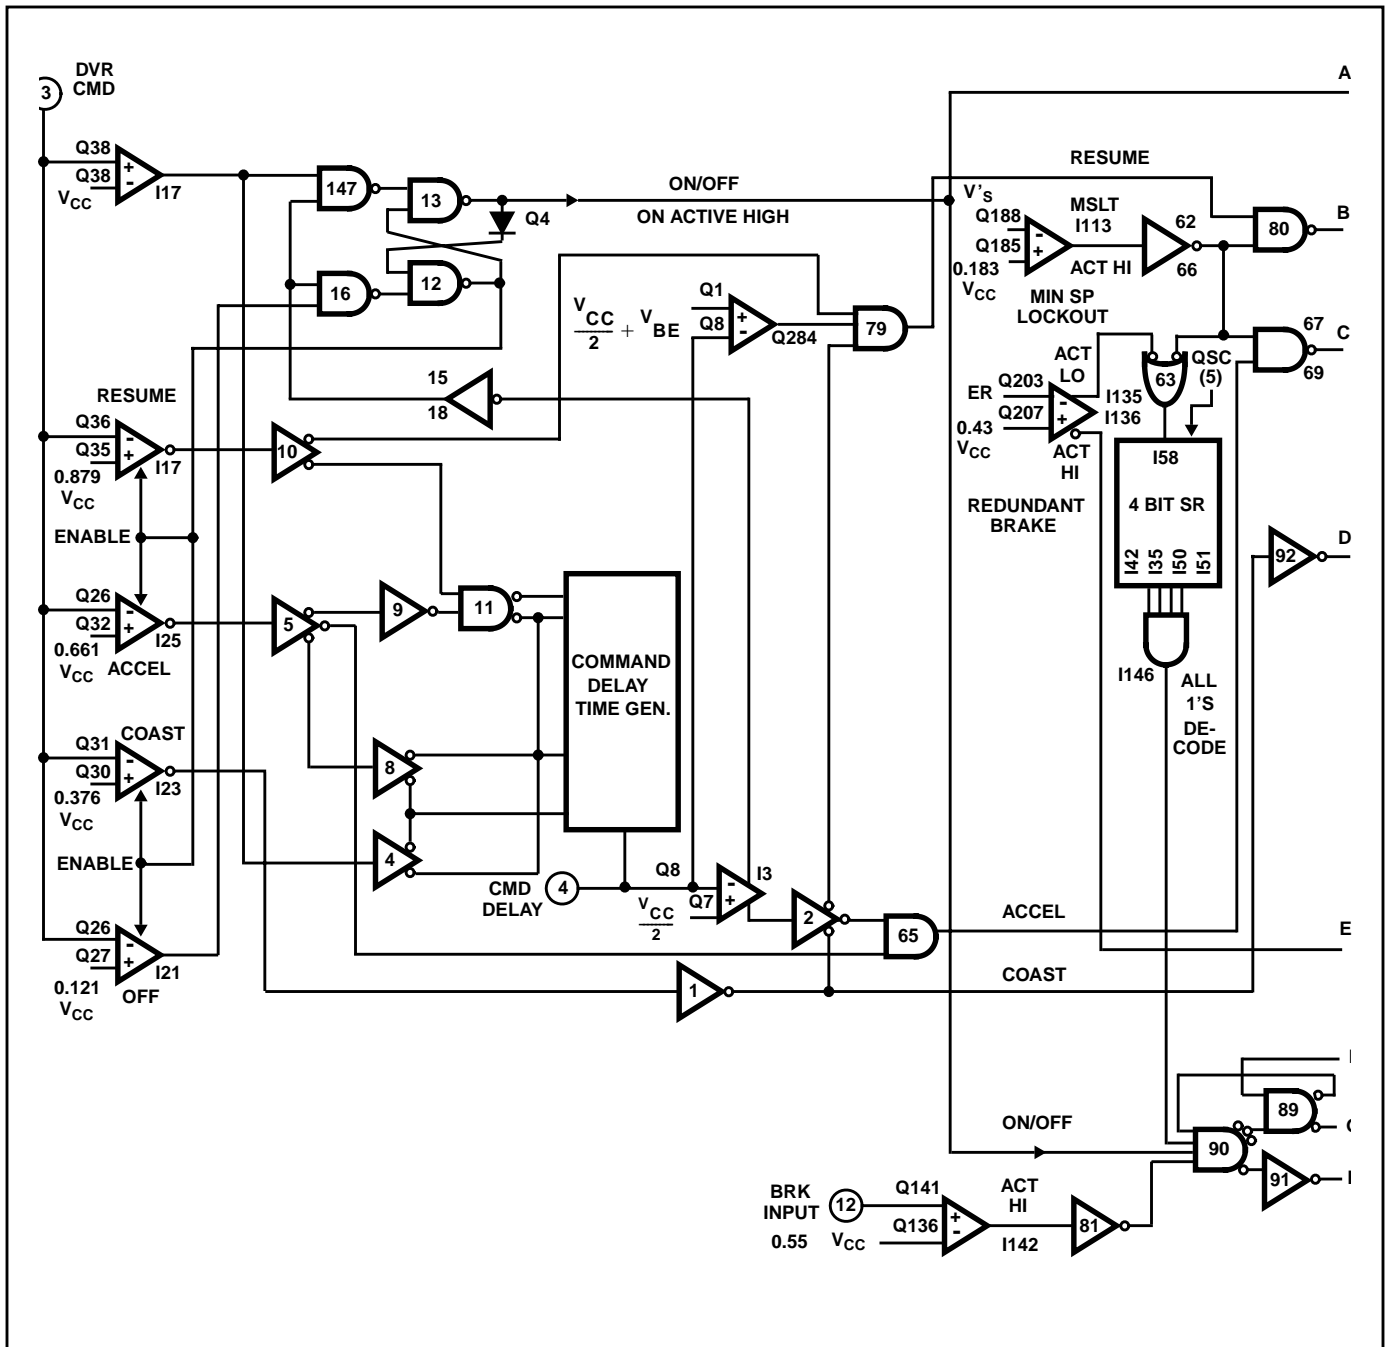 DVR
CMD
3
A
Q38
Q38
VCC
I17
147
13
Q4
ON/OFF
ON ACTIVE HIGH
RESUME
V'S
Q188
Q185
0.183
VCC
MSLT
I113
ACT HI
62
66
80
B
MIN SP
LOCKOUT
16
12
VCC
2
+ VBE
Q1
Q8
Q284
79
67
69
C
15
18
ACT
LO
63
QSC
(5)
ER
Q203
Q207
0.43
VCC
I135
I136
ACT
HI
RESUME
Q36
Q35
0.879
VCC
I17
10
I58
4 BIT SR
I42
I35
I50
I51
REDUNDANT
BRAKE
ENABLE
92
D
Q26
Q32
0.661
VCC
I25
ACCEL
5
9
11
COMMAND
DELAY
TIME GEN.
I146
ALL
1'S
DE-
CODE
COAST
Q31
Q30
0.376
VCC
I23
8
ENABLE
4
CMD
DELAY
4
Q8
Q7
VCC
2
I3
2
65
ACCEL
E
Q26
Q27
0.121
VCC
I21
OFF
1
COAST
89
ON/OFF
90
91
BRK
INPUT
12
0.55
VCC
Q141
Q136
ACT
HI
I142
81